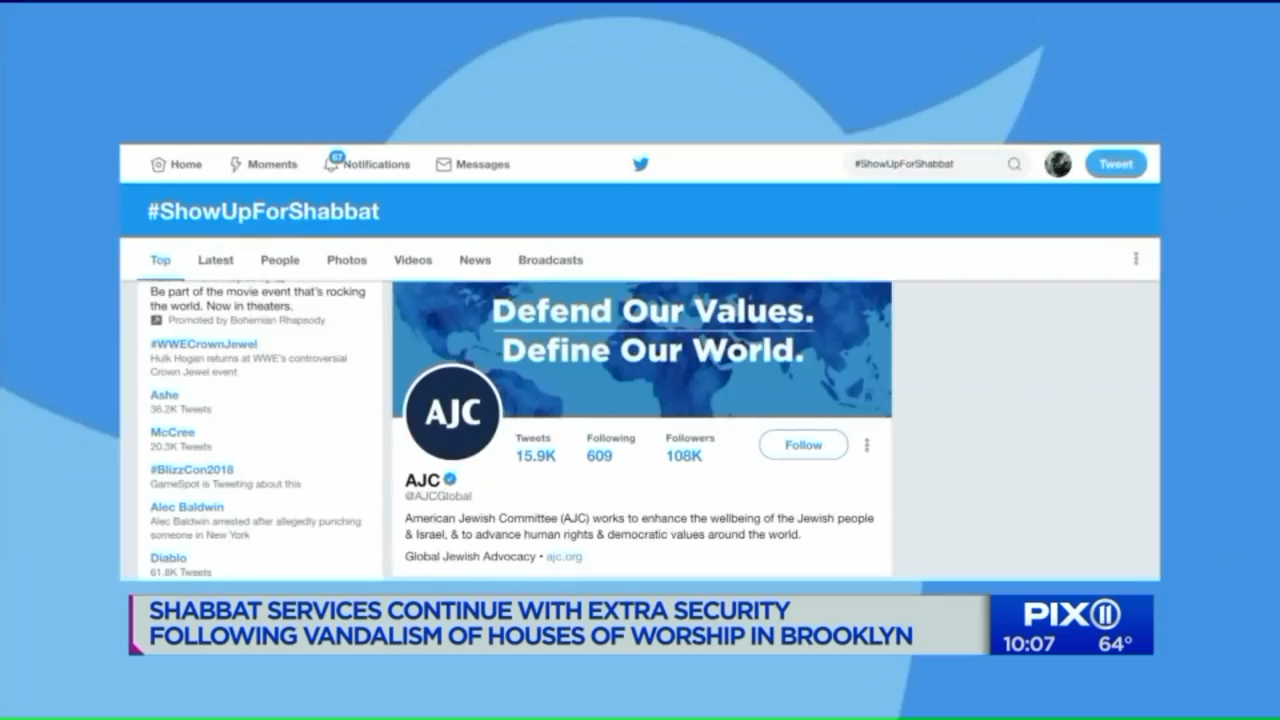 Home
Moments
67
Notifications
Messages
#ShowUpForShabbat
Tweet
#ShowUpForShabbat
Top
Latest
People
Photos
Videos
News
Broadcasts
Be part of the movie event that's rocking
the world. Now in theaters.
Promoted by Bohemian Rhapsody
#WWECrownJewel
Hulk Hogan returns at WWE's controversial
Crown Jewel event
Ashe
36.2K Tweets
McCree
20.3K Tweets
#BlizzCon2018
GameSpot is Tweeting about this
Alec Baldwin
Alec Baldwin arrested after allegedly punching
someone in New York
Diablo
61.8K Tweets
Defend Our Values.
Define Our World.
AJC
Tweets
15.9K
Following
609
Followers
108K
Follow
AJC
@AJCGlobal
American Jewish Committee (AJC) works to enhance the wellbeing of the Jewish people
& Israel, & to advance human rights & democratic values around the world.
Global Jewish Advocacy • ajc.org
SHABBAT SERVICES CONTINUE WITH EXTRA SECURITY
FOLLOWING VANDALISM OF HOUSES OF WORSHIP IN BROOKLYN
PIX 11
10:07 64°